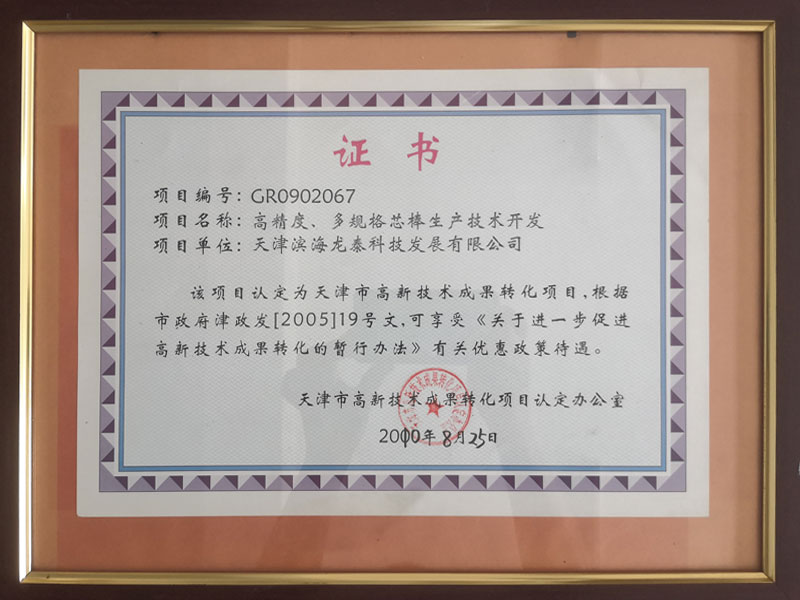 证书
项目编号：GR0902067
项目名称：高精度、多规格芯棒生产技术开发
项目单位：天津滨海龙泰科技发展有限公司
该项目认定为天津市高新技术成果转化项目,根据
市政府津政发[2005]19号文,可享受《关于进一步促进
高新技术成果转化的暂行办法》有关优惠政策待遇。
天津市高新技术成果转化项目认定办公室
2010年8月25日